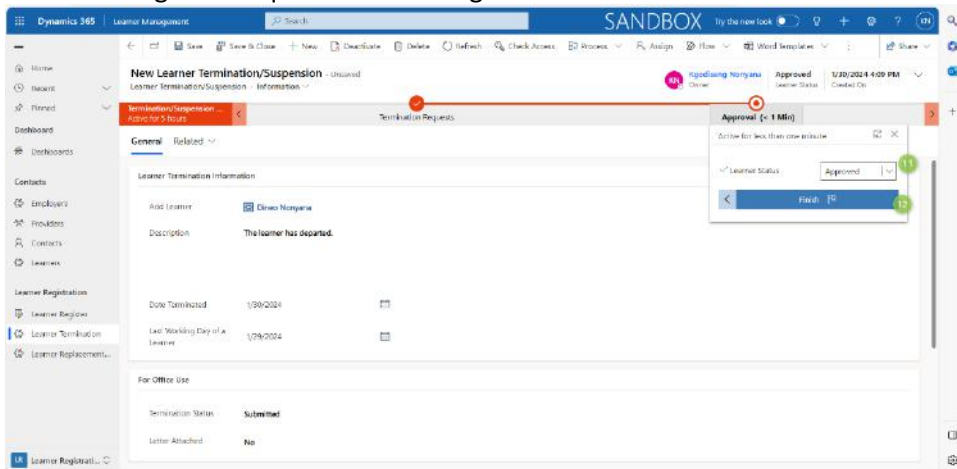 Dynamics 365
Learner Management
Search
SANDBOX
Try the new look
KN
Save
Save & Close
New
Deactivate
Delete
Refresh
Check Access
Process
Assign
Flow
Word Templates
Share
Home
Recent
Pinned
Dashboard
Dashboards
Contacts
Employers
Providers
Contacts
Learners
Learner Registration
Learner Register
Learner Termination
Learner Replacement...
LR Learner Registrati...
New Learner Termination/Suspension - Unsaved
Learner Termination/Suspension · Information
KN
Kgodisang Nonyana
Owner
Approved
Learner Status
1/30/2024 4:09 PM
Created On
Termination/Suspension ...
Active for 5 hours
Termination Requests
Approval (< 1 Min)
General Related
Active for less than one minute
Learner Status Approved
11
Finish
12
Learner Termination Information
Add Learner Dineo Nonyana
Description The learner has departed.
Date Terminated 1/30/2024
Last Working Day of a Learner 1/29/2024
For Office Use
Termination Status Submitted
Letter Attached No